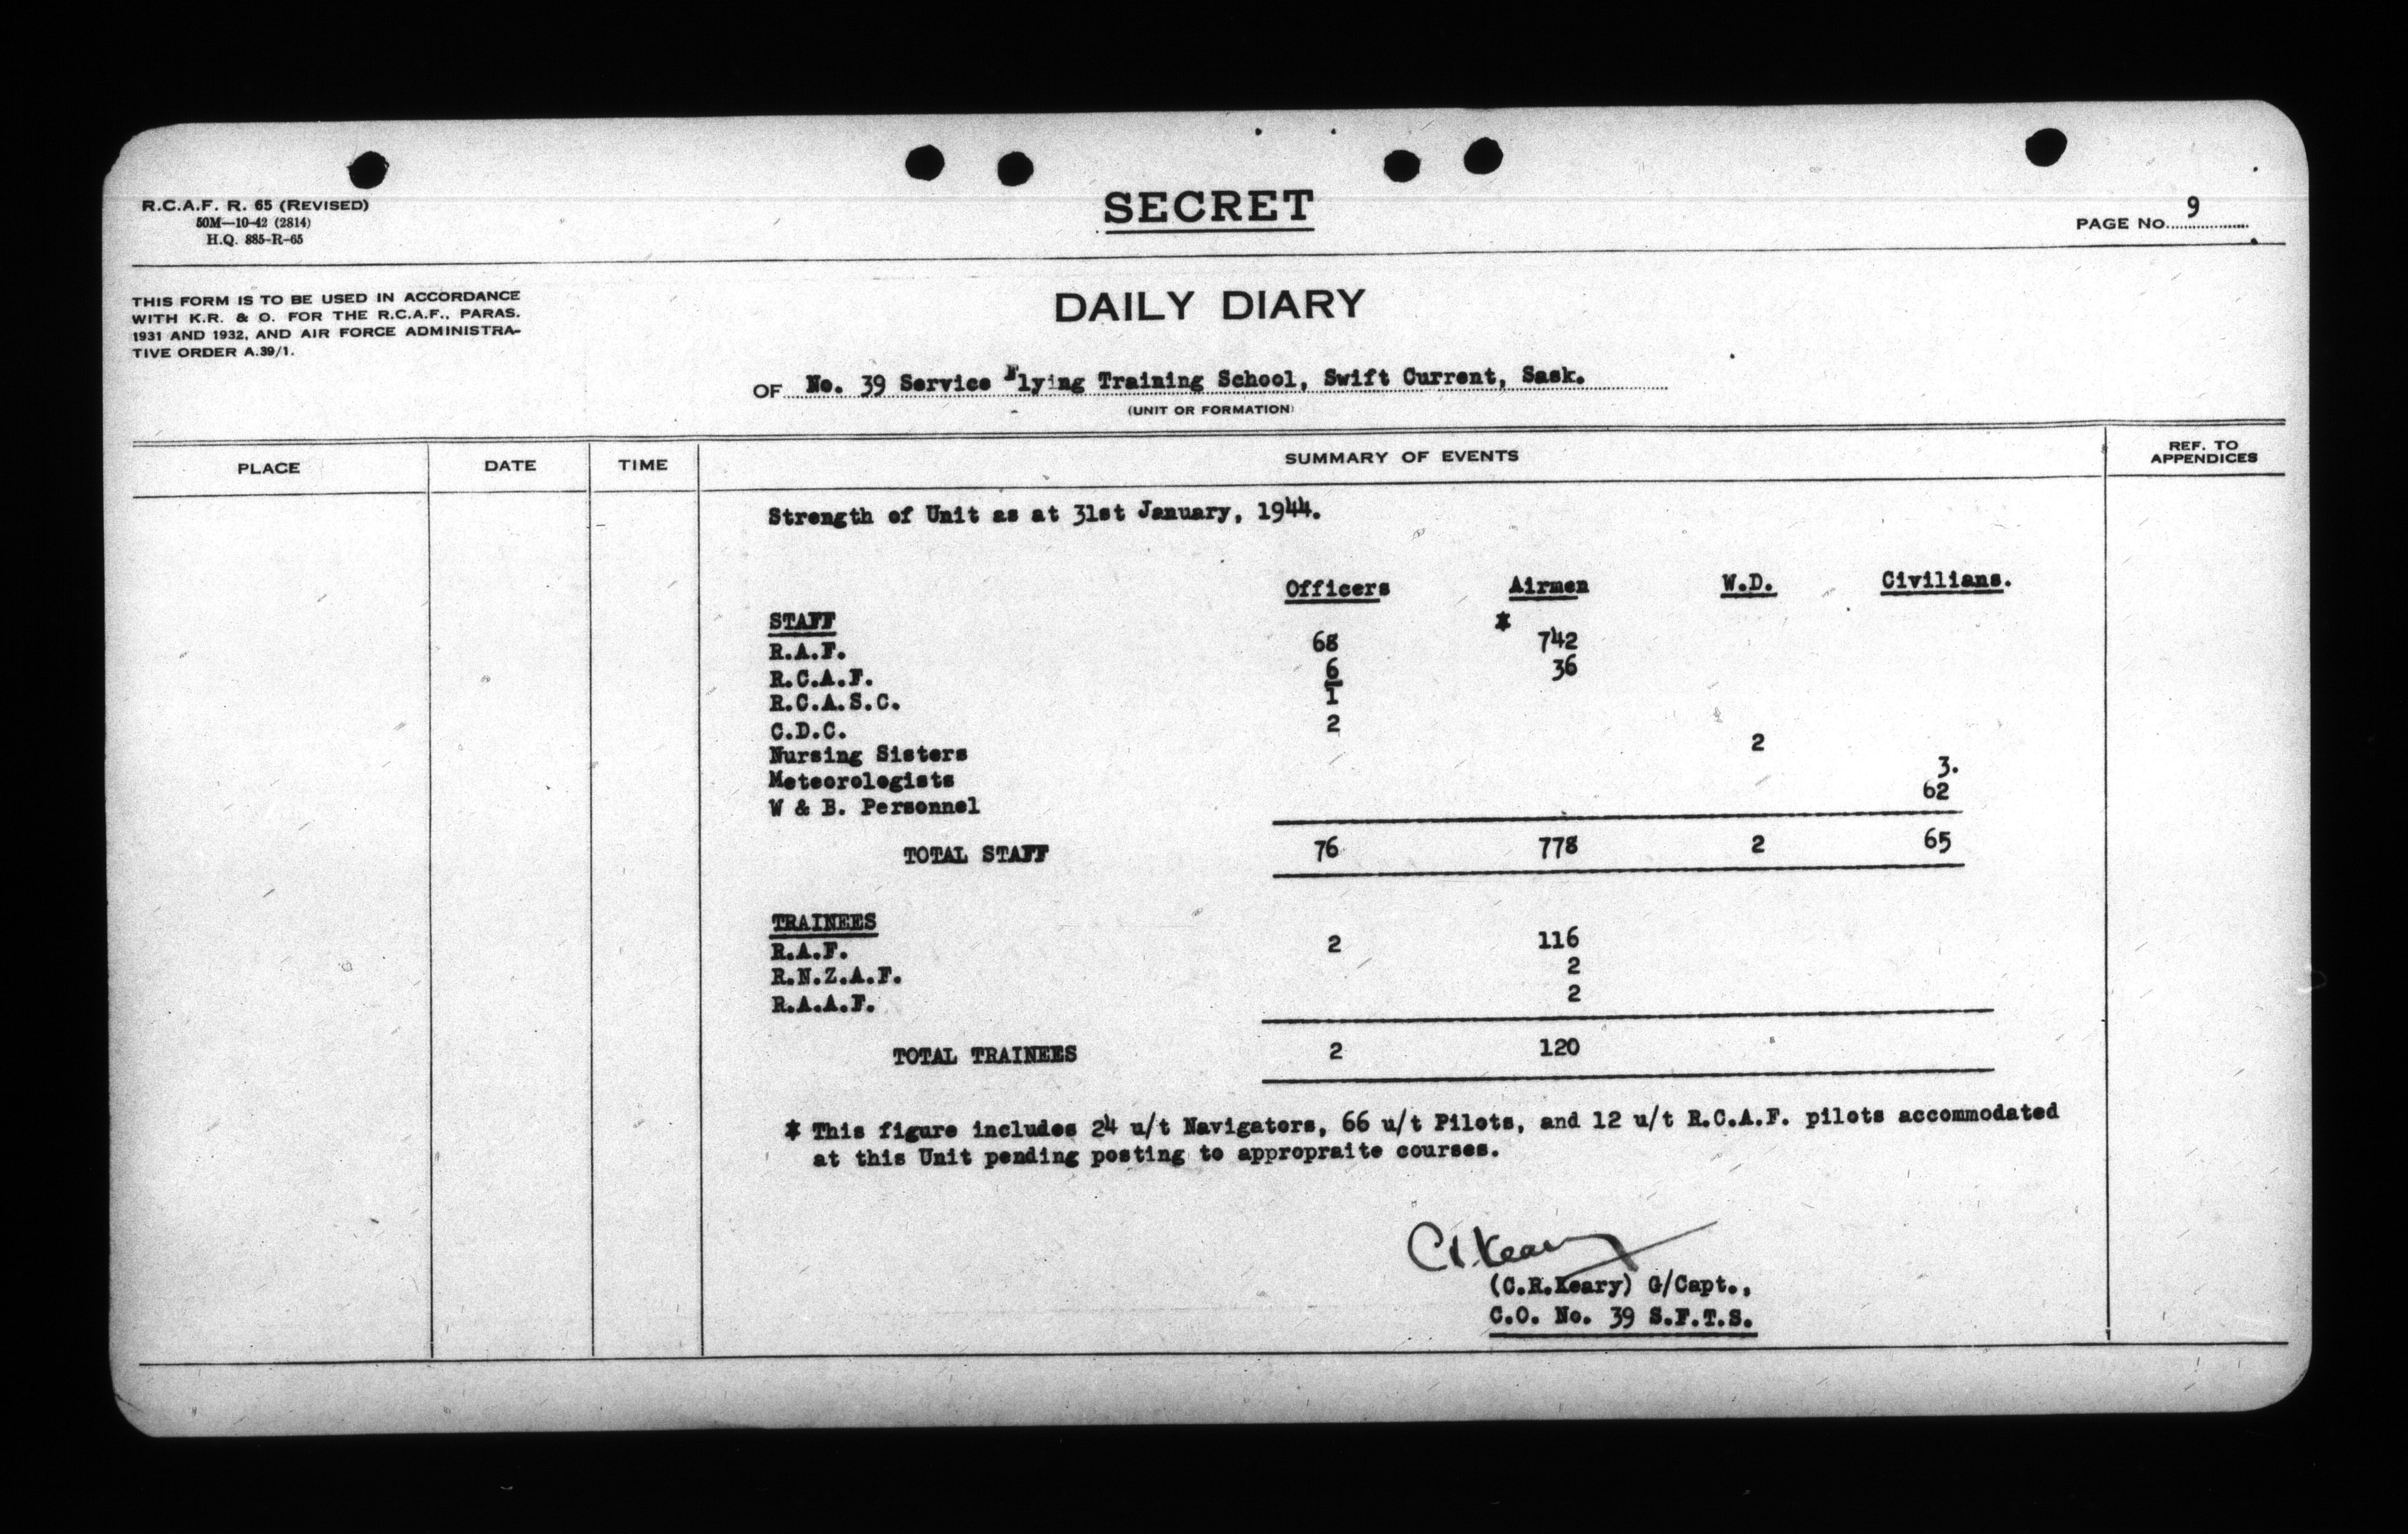 R.C.A.F. R. 65 (REVISED)
50M—10-42 (2814)
H.Q. 885-R-65
SECRET
PAGE No. 9
THIS FORM IS TO BE USED IN ACCORDANCE
WITH K.R. & O. FOR THE R.C.A.F., PARAS.
1931 AND 1932, AND AIR FORCE ADMINISTRA-
TIVE ORDER A.39/1.
DAILY DIARY
OF No. 39 Service Flying Training School, Swift Current, Sask.
(UNIT OR FORMATION)
PLACE DATE TIME SUMMARY OF EVENTS REF. TO APPENDICES
Strength of Unit as at 31st January, 1944.
Officers Airmen W.D. Civilians.
STAFF *
R.A.F. 68 742
R.C.A.F. 6 36
R.C.A.S.C. 1
C.D.C. 2
Nursing Sisters 2
Meteorologists 3.
W & B. Personnel 62
TOTAL STAFF 76 778 2 65
TRAINEES
R.A.F. 2 116
R.N.Z.A.F. 2
R.A.A.F. 2
TOTAL TRAINEES 2 120
* This figure includes 24 u/t Navigators, 66 u/t Pilots, and 12 u/t R.C.A.F. pilots accommodated
at this Unit pending posting to appropraite courses.
C.R.Keary
(C.R.Keary) G/Capt.,
C.O. No. 39 S.F.T.S.